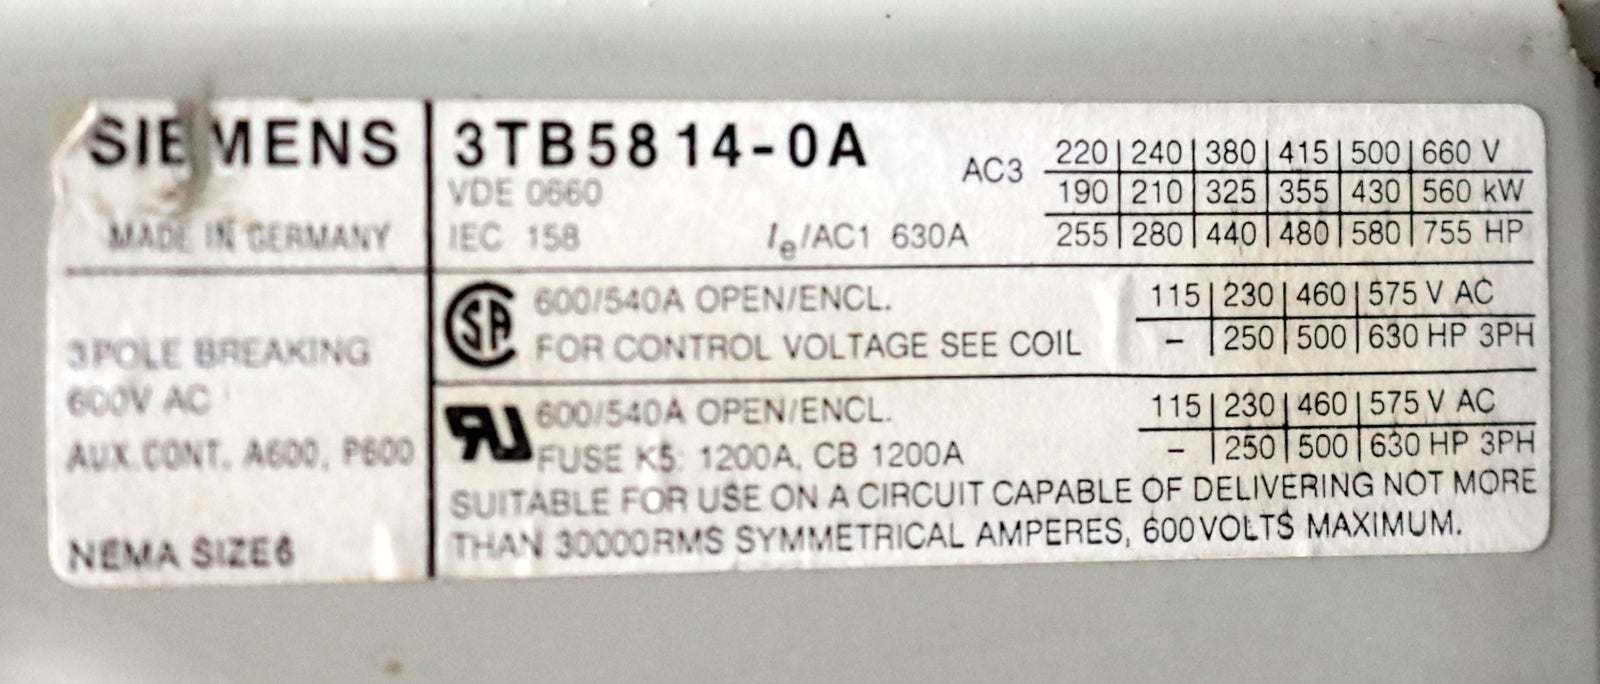 SIEMENS
MADE IN GERMANY
3TB5814-0A
VDE 0660
IEC 158
Ie/AC1 630A
AC3
220 | 240 | 380 | 415 | 500 | 660 V
190 | 210 | 325 | 355 | 430 | 560 kW
255 | 280 | 440 | 480 | 580 | 755 HP
3POLE BREAKING
600V AC
AUX.CONT. A600, P600
NEMA SIZE6
SA
600/540A OPEN/ENCL.
FOR CONTROL VOLTAGE SEE COIL
115 | 230 | 460 | 575 V AC
– | 250 | 500 | 630 HP 3PH
RU
600/540A OPEN/ENCL.
FUSE K5: 1200A, CB 1200A
115 | 230 | 460 | 575 V AC
– | 250 | 500 | 630 HP 3PH
SUITABLE FOR USE ON A CIRCUIT CAPABLE OF DELIVERING NOT MORE
THAN 30000RMS SYMMETRICAL AMPERES, 600VOLTS MAXIMUM.